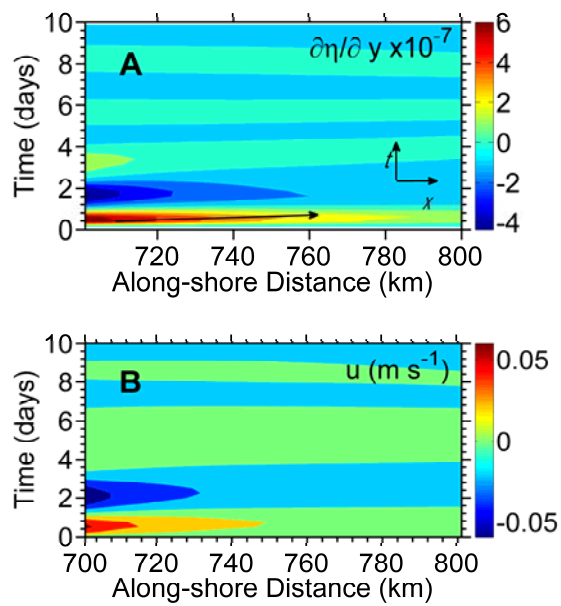 A
∂η/∂ y x10⁻⁷
Time (days)
10
8
6
4
2
0
t
x
720 740 760 780 800
Along-shore Distance (km)
6
4
2
0
-2
-4
B
u (m s⁻¹)
Time (days)
10
8
6
4
2
0
700 720 740 760 780 800
Along-shore Distance (km)
0.05
0
-0.05